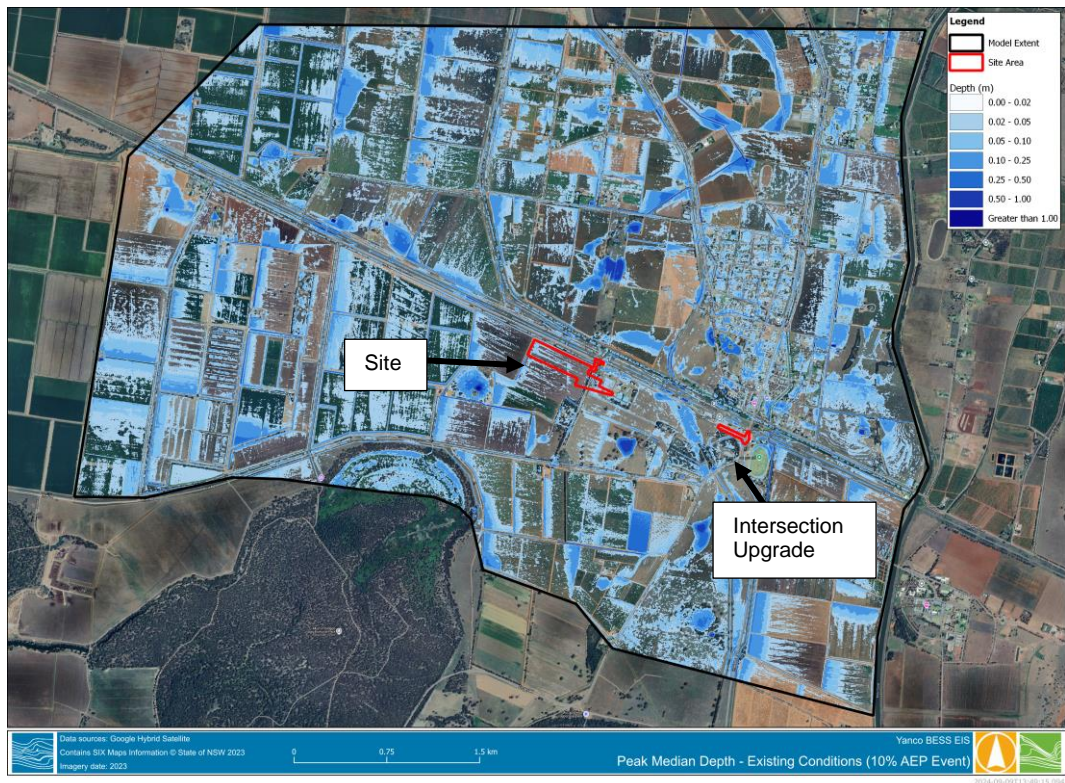 Legend
Model Extent
Site Area
Depth (m)
0.00 - 0.02
0.02 - 0.05
0.05 - 0.10
0.10 - 0.25
0.25 - 0.50
0.50 - 1.00
Greater than 1.00
Site
Intersection
Upgrade
Data sources: Google Hybrid Satellite
Contains SIX Maps Information © State of NSW 2023
Imagery date: 2023
0 0.75 1.5 km
Yanco BESS EIS
Peak Median Depth - Existing Conditions (10% AEP Event)